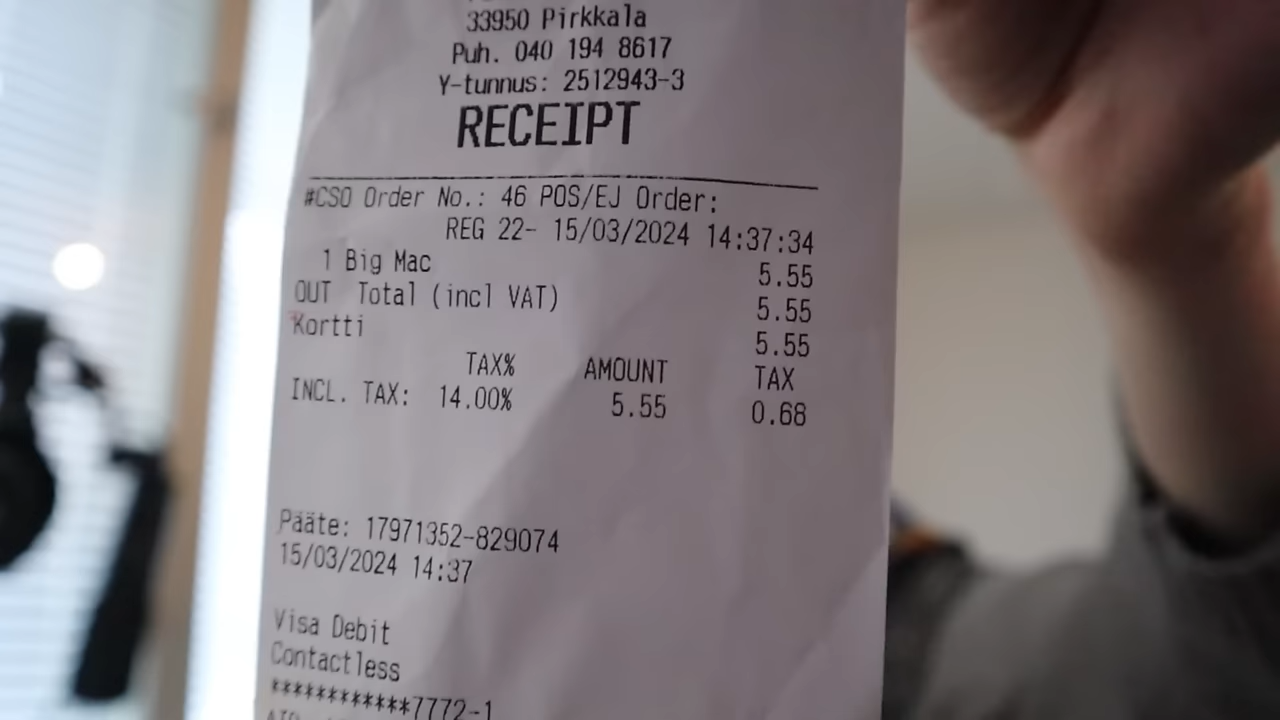 33950 Pirkkala
Puh. 040 194 8617
Y-tunnus: 2512943-3
RECEIPT
#CSO Order No.: 46 POS/EJ Order:
REG 22- 15/03/2024 14:37:34
1 Big Mac 5.55
OUT Total (incl VAT) 5.55
Kortti 5.55
TAX% AMOUNT TAX
INCL. TAX: 14.00% 5.55 0.68
Pääte: 17971352-829074
15/03/2024 14:37
Visa Debit
Contactless
************7772-1